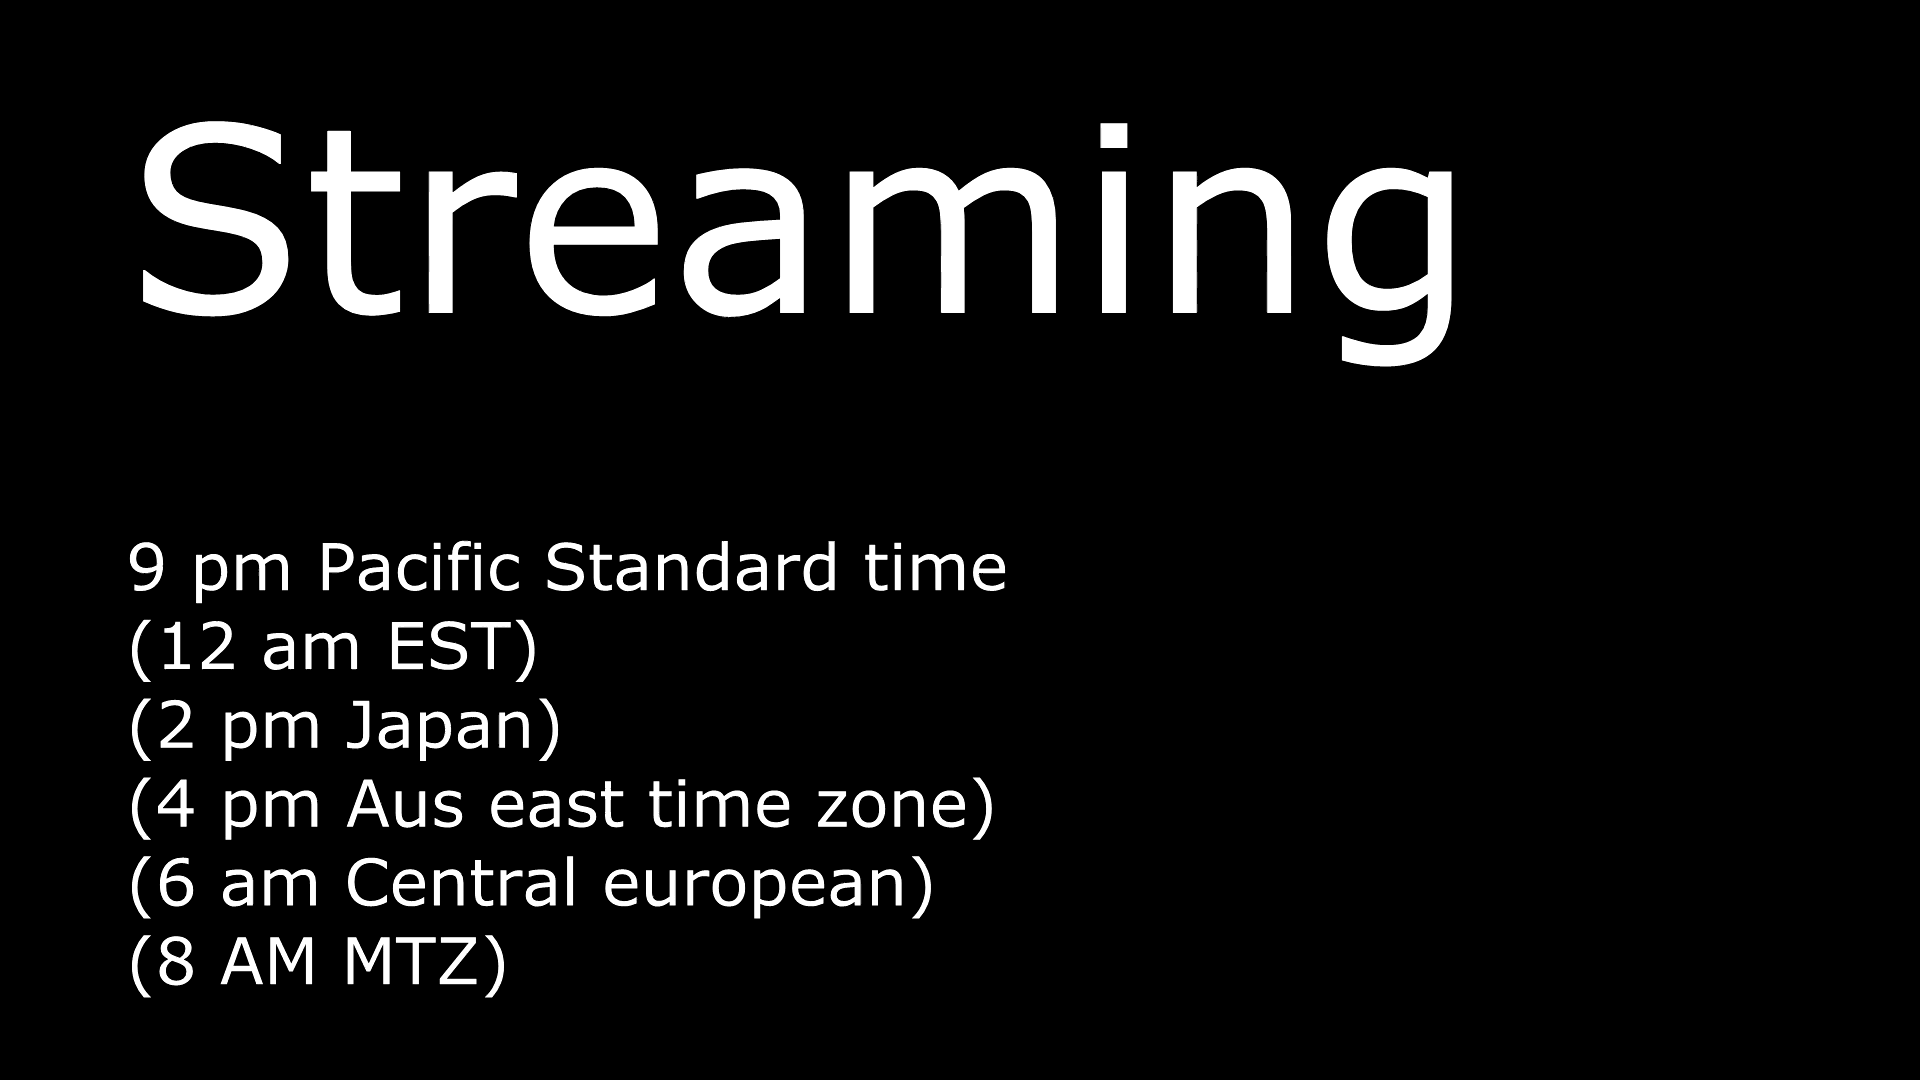 Streaming
9 pm Pacific Standard time
(12 am EST)
(2 pm Japan)
(4 pm Aus east time zone)
(6 am Central european)
(8 AM MTZ)